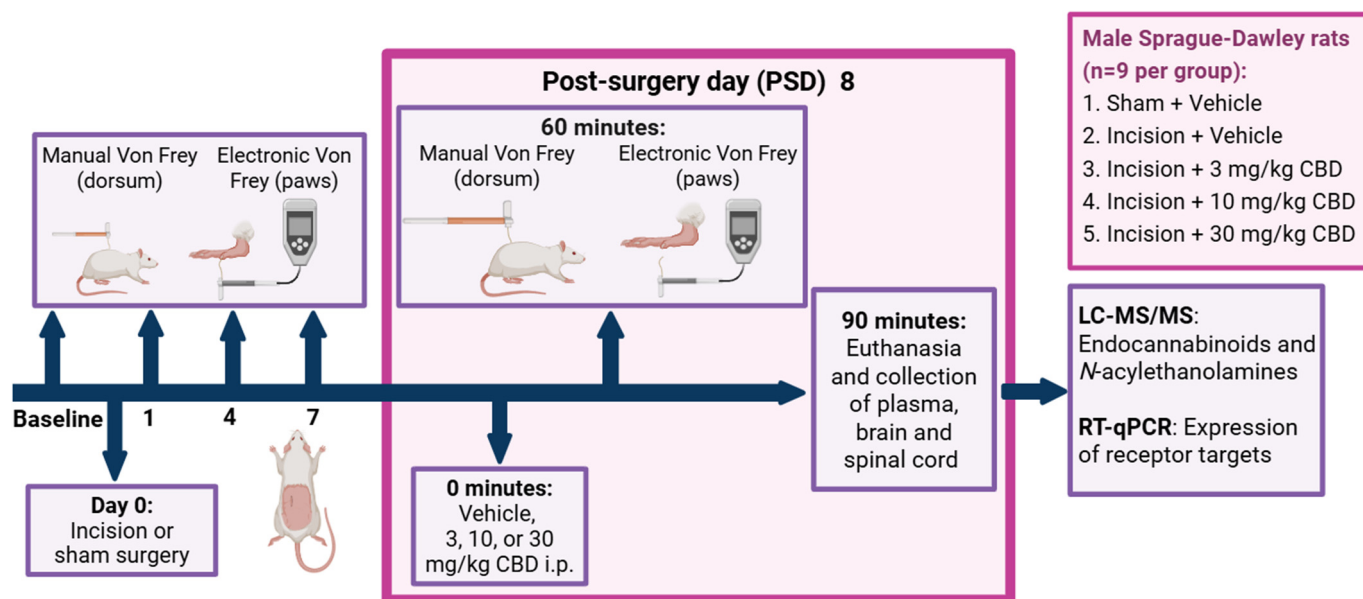 Manual Von Frey
(dorsum)
Electronic Von
Frey (paws)
Baseline
1
4
7
Day 0:
Incision or
sham surgery
Post-surgery day (PSD) 8
60 minutes:
Manual Von Frey
(dorsum)
Electronic Von Frey
(paws)
0 minutes:
Vehicle,
3, 10, or 30
mg/kg CBD i.p.
90 minutes:
Euthanasia
and collection
of plasma,
brain and
spinal cord
Male Sprague-Dawley rats
(n=9 per group):
1. Sham + Vehicle
2. Incision + Vehicle
3. Incision + 3 mg/kg CBD
4. Incision + 10 mg/kg CBD
5. Incision + 30 mg/kg CBD
LC-MS/MS:
Endocannabinoids and
N-acylethanolamines
RT-qPCR: Expression
of receptor targets